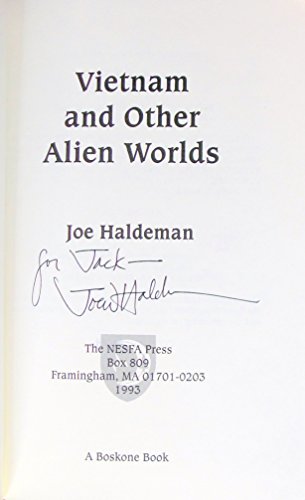 Vietnam
and Other
Alien Worlds
Joe Haldeman
for Jack—
Joe Haldeman
The NESFA Press
Box 809
Framingham, MA 01701-0203
1993
A Boskone Book